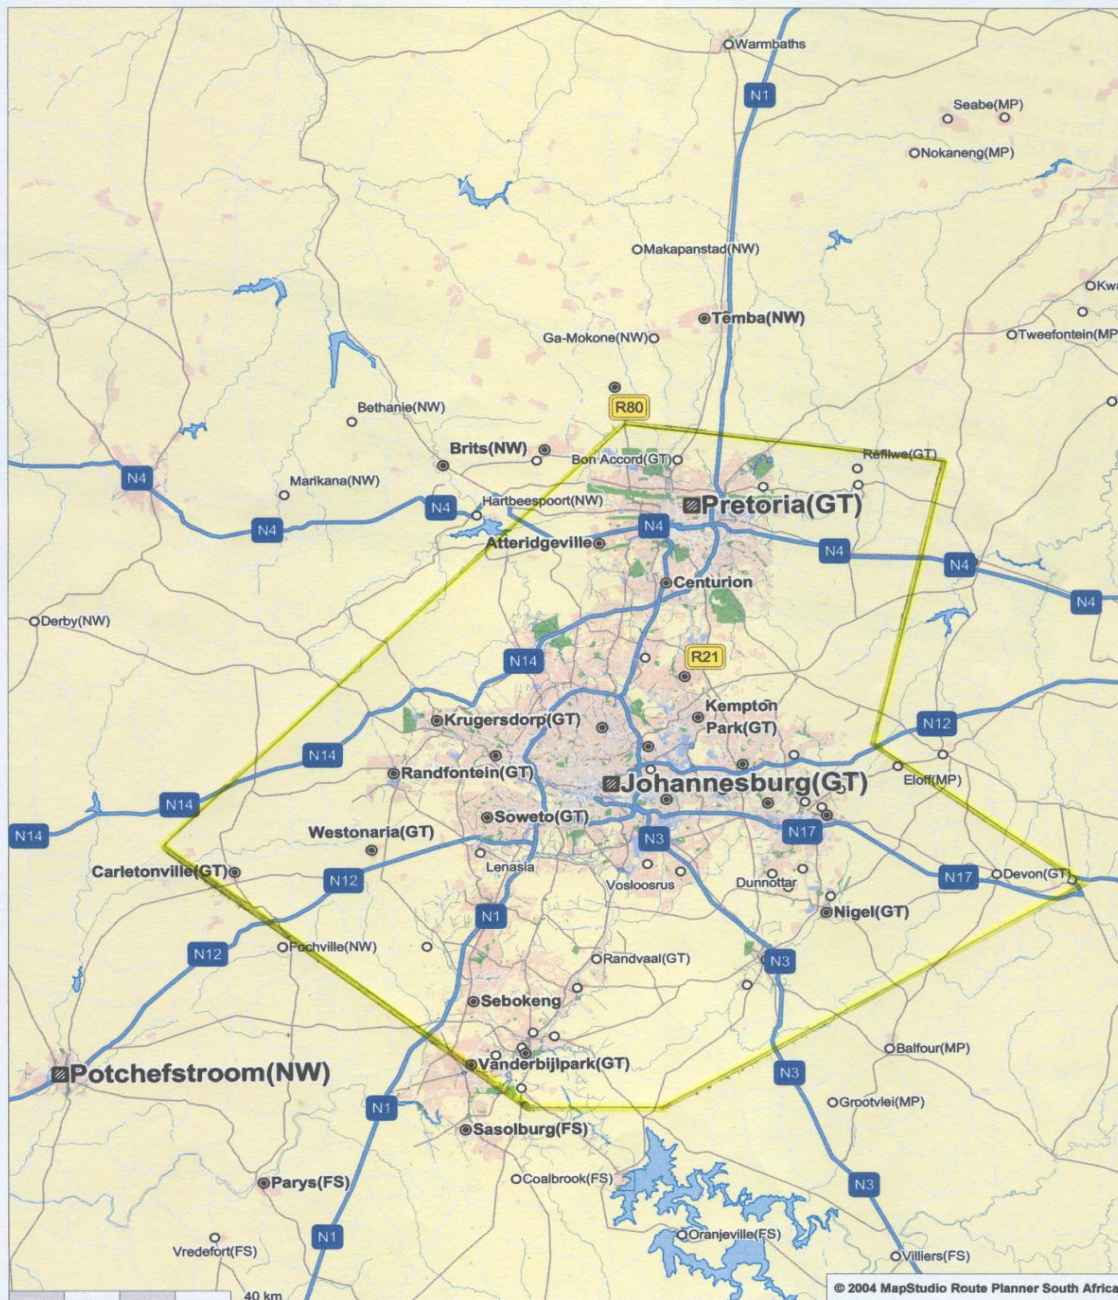 Warmbaths
N1
Seabe(MP)
Nokaneng(MP)
Makapanstad(NW)
Kwa
Temba(NW)
Ga-Mokone(NW)
Tweefontein(MP
R80
Bethanie(NW)
Brits(NW)
Bon Accord(GT)
Refilwe(GT)
N4
Marikana(NW)
Hartbeespoort(NW)
N4
Pretoria(GT)
N4
N4
Atteridgeville
N4
N4
Centurion
N4
Derby(NW)
N14
R21
Krugersdorp(GT)
Kempton
Park(GT)
N12
N14
Randfontein(GT)
Eloff(MP)
Johannesburg(GT)
N14
N14
Westonaria(GT)
Soweto(GT)
N3
N17
Carletonville(GT)
N12
Lenasia
Vosloosrus
Dunnottar
N17
Devon(GT)
N1
Nigel(GT)
N12
Fochville(NW)
Randvaal(GT)
N3
Sebokeng
Balfour(MP)
Vanderbijlpark(GT)
Potchefstroom(NW)
N3
N1
Grootvlei(MP)
Sasolburg(FS)
Parys(FS)
Coalbrook(FS)
N3
N1
Oranjeville(FS)
Vredefort(FS)
Villiers(FS)
40 km
© 2004 MapStudio Route Planner South Africa